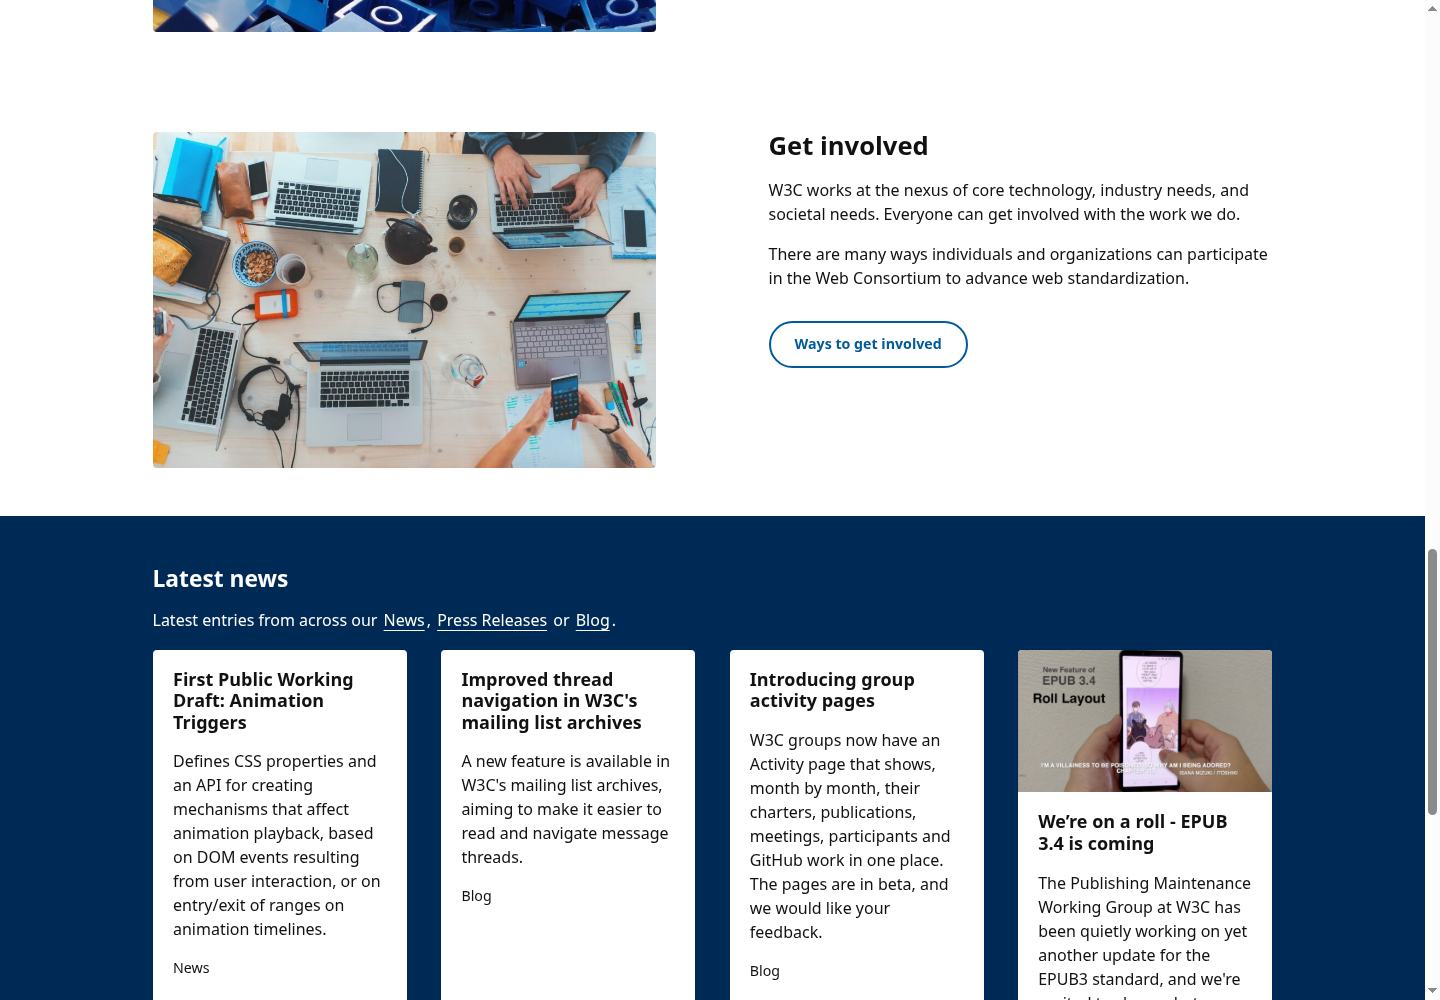 Get involved
W3C works at the nexus of core technology, industry needs, and
societal needs. Everyone can get involved with the work we do.
There are many ways individuals and organizations can participate
in the Web Consortium to advance web standardization.
Ways to get involved
Latest news
Latest entries from across our News, Press Releases or Blog.
First Public Working
Draft: Animation
Triggers
Defines CSS properties and
an API for creating
mechanisms that affect
animation playback, based
on DOM events resulting
from user interaction, or on
entry/exit of ranges on
animation timelines.
News
Improved thread
navigation in W3C's
mailing list archives
A new feature is available in
W3C's mailing list archives,
aiming to make it easier to
read and navigate message
threads.
Blog
Introducing group
activity pages
W3C groups now have an
Activity page that shows,
month by month, their
charters, publications,
meetings, participants and
GitHub work in one place.
The pages are in beta, and
we would like your
feedback.
Blog
New Feature of
EPUB 3.4
Roll Layout
I'M A VILLAINESS TO BE
AM I BEING ADORED?
We’re on a roll - EPUB
3.4 is coming
The Publishing Maintenance
Working Group at W3C has
been quietly working on yet
another update for the
EPUB3 standard, and we're